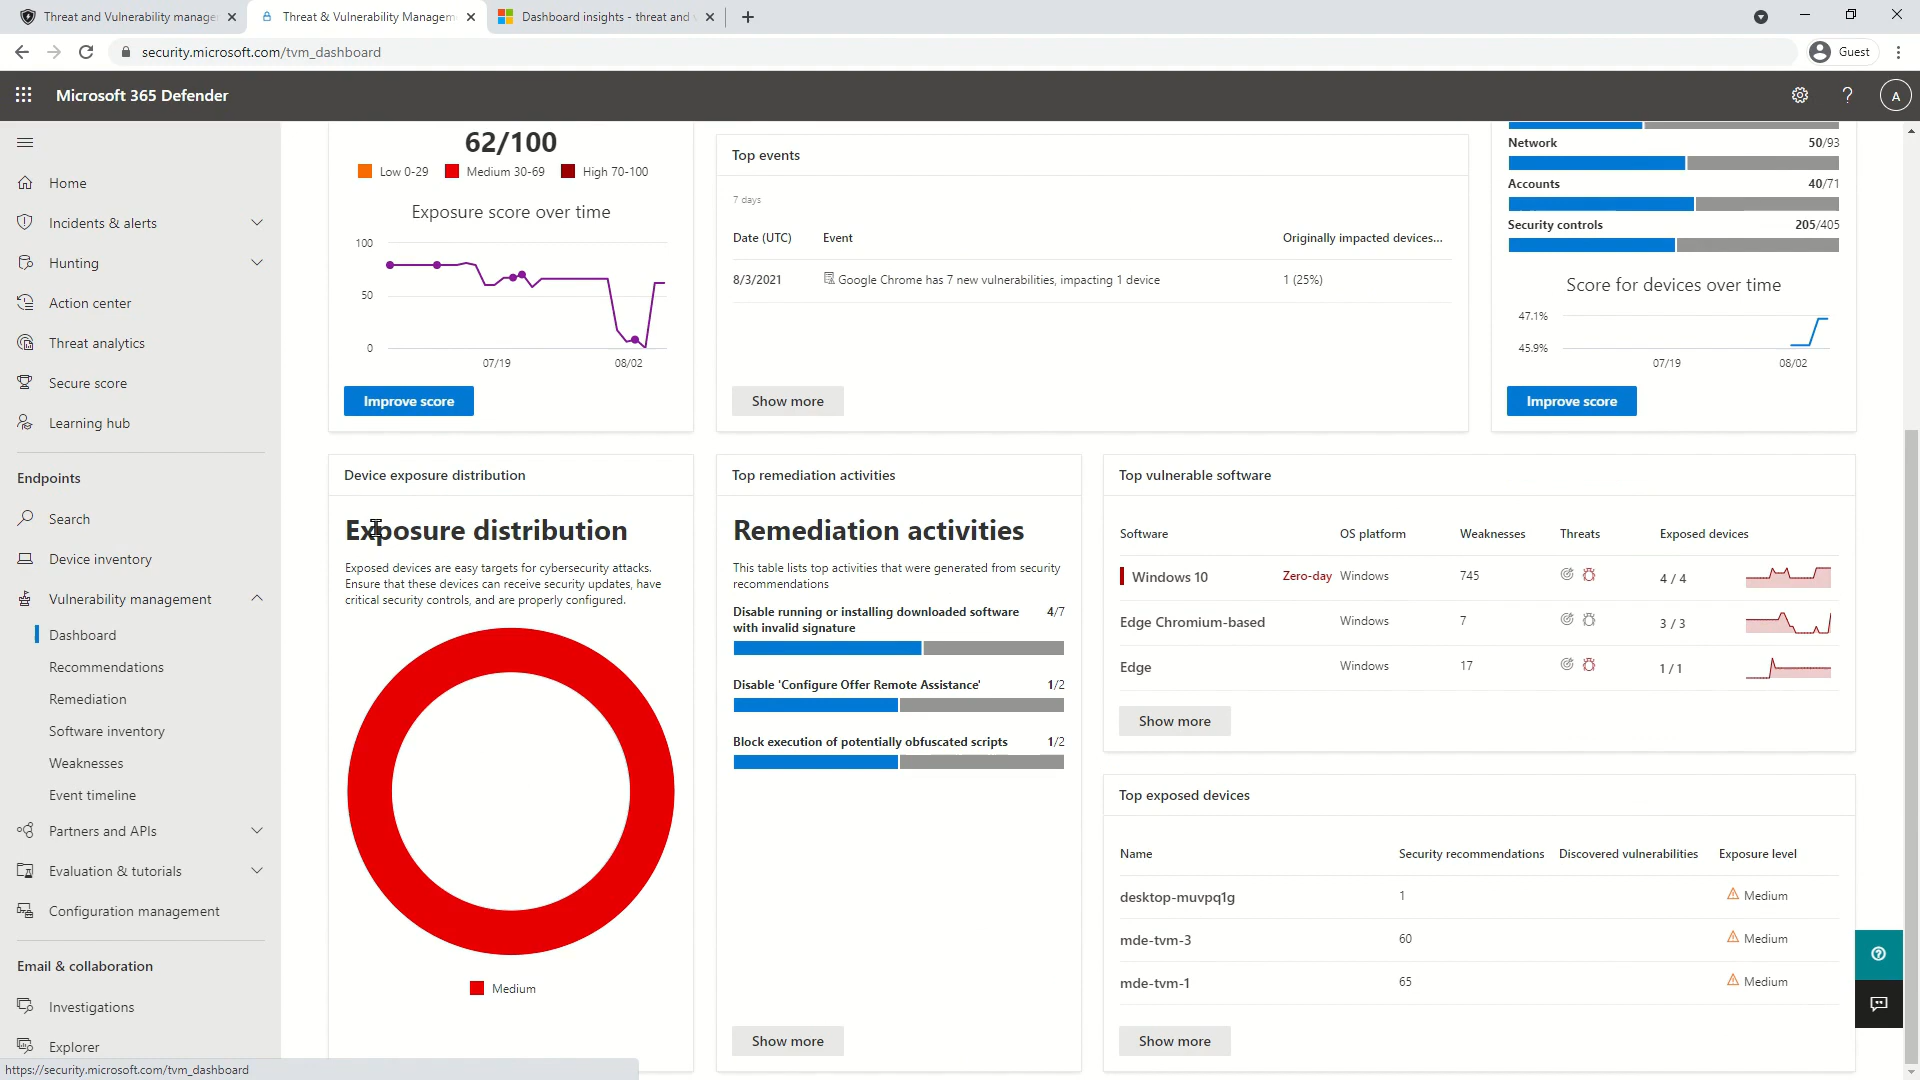 Threat and Vulnerability manage
Threat & Vulnerability Managem
Dashboard insights - threat and
security.microsoft.com/tvm_dashboard
Guest
Microsoft 365 Defender
A
Home
Incidents & alerts
Hunting
Action center
Threat analytics
Secure score
Learning hub
Endpoints
Search
Device inventory
Vulnerability management
Dashboard
Recommendations
Remediation
Software inventory
Weaknesses
Event timeline
Partners and APIs
Evaluation & tutorials
Configuration management
Email & collaboration
Investigations
Explorer
https://security.microsoft.com/tvm_dashboard
62/100
Low 0-29 Medium 30-69 High 70-100
Exposure score over time
100
50
0
07/19 08/02
Improve score
Top events
7 days
Date (UTC) Event Originally impacted devices...
8/3/2021 Google Chrome has 7 new vulnerabilities, impacting 1 device 1 (25%)
Show more
Network 50/93
Accounts 40/71
Security controls 205/405
Score for devices over time
47.1%
45.9%
07/19 08/02
Improve score
Device exposure distribution
Exposure distribution
Exposed devices are easy targets for cybersecurity attacks.
Ensure that these devices can receive security updates, have
critical security controls, and are properly configured.
Medium
Top remediation activities
Remediation activities
This table lists top activities that were generated from security
recommendations
Disable running or installing downloaded software 4/7
with invalid signature
Disable 'Configure Offer Remote Assistance' 1/2
Block execution of potentially obfuscated scripts 1/2
Show more
Top vulnerable software
Software OS platform Weaknesses Threats Exposed devices
Windows 10 Zero-day Windows 745 4 / 4
Edge Chromium-based Windows 7 3 / 3
Edge Windows 17 1 / 1
Show more
Top exposed devices
Name Security recommendations Discovered vulnerabilities Exposure level
desktop-muvpq1g 1 Medium
mde-tvm-3 60 Medium
mde-tvm-1 65 Medium
Show more